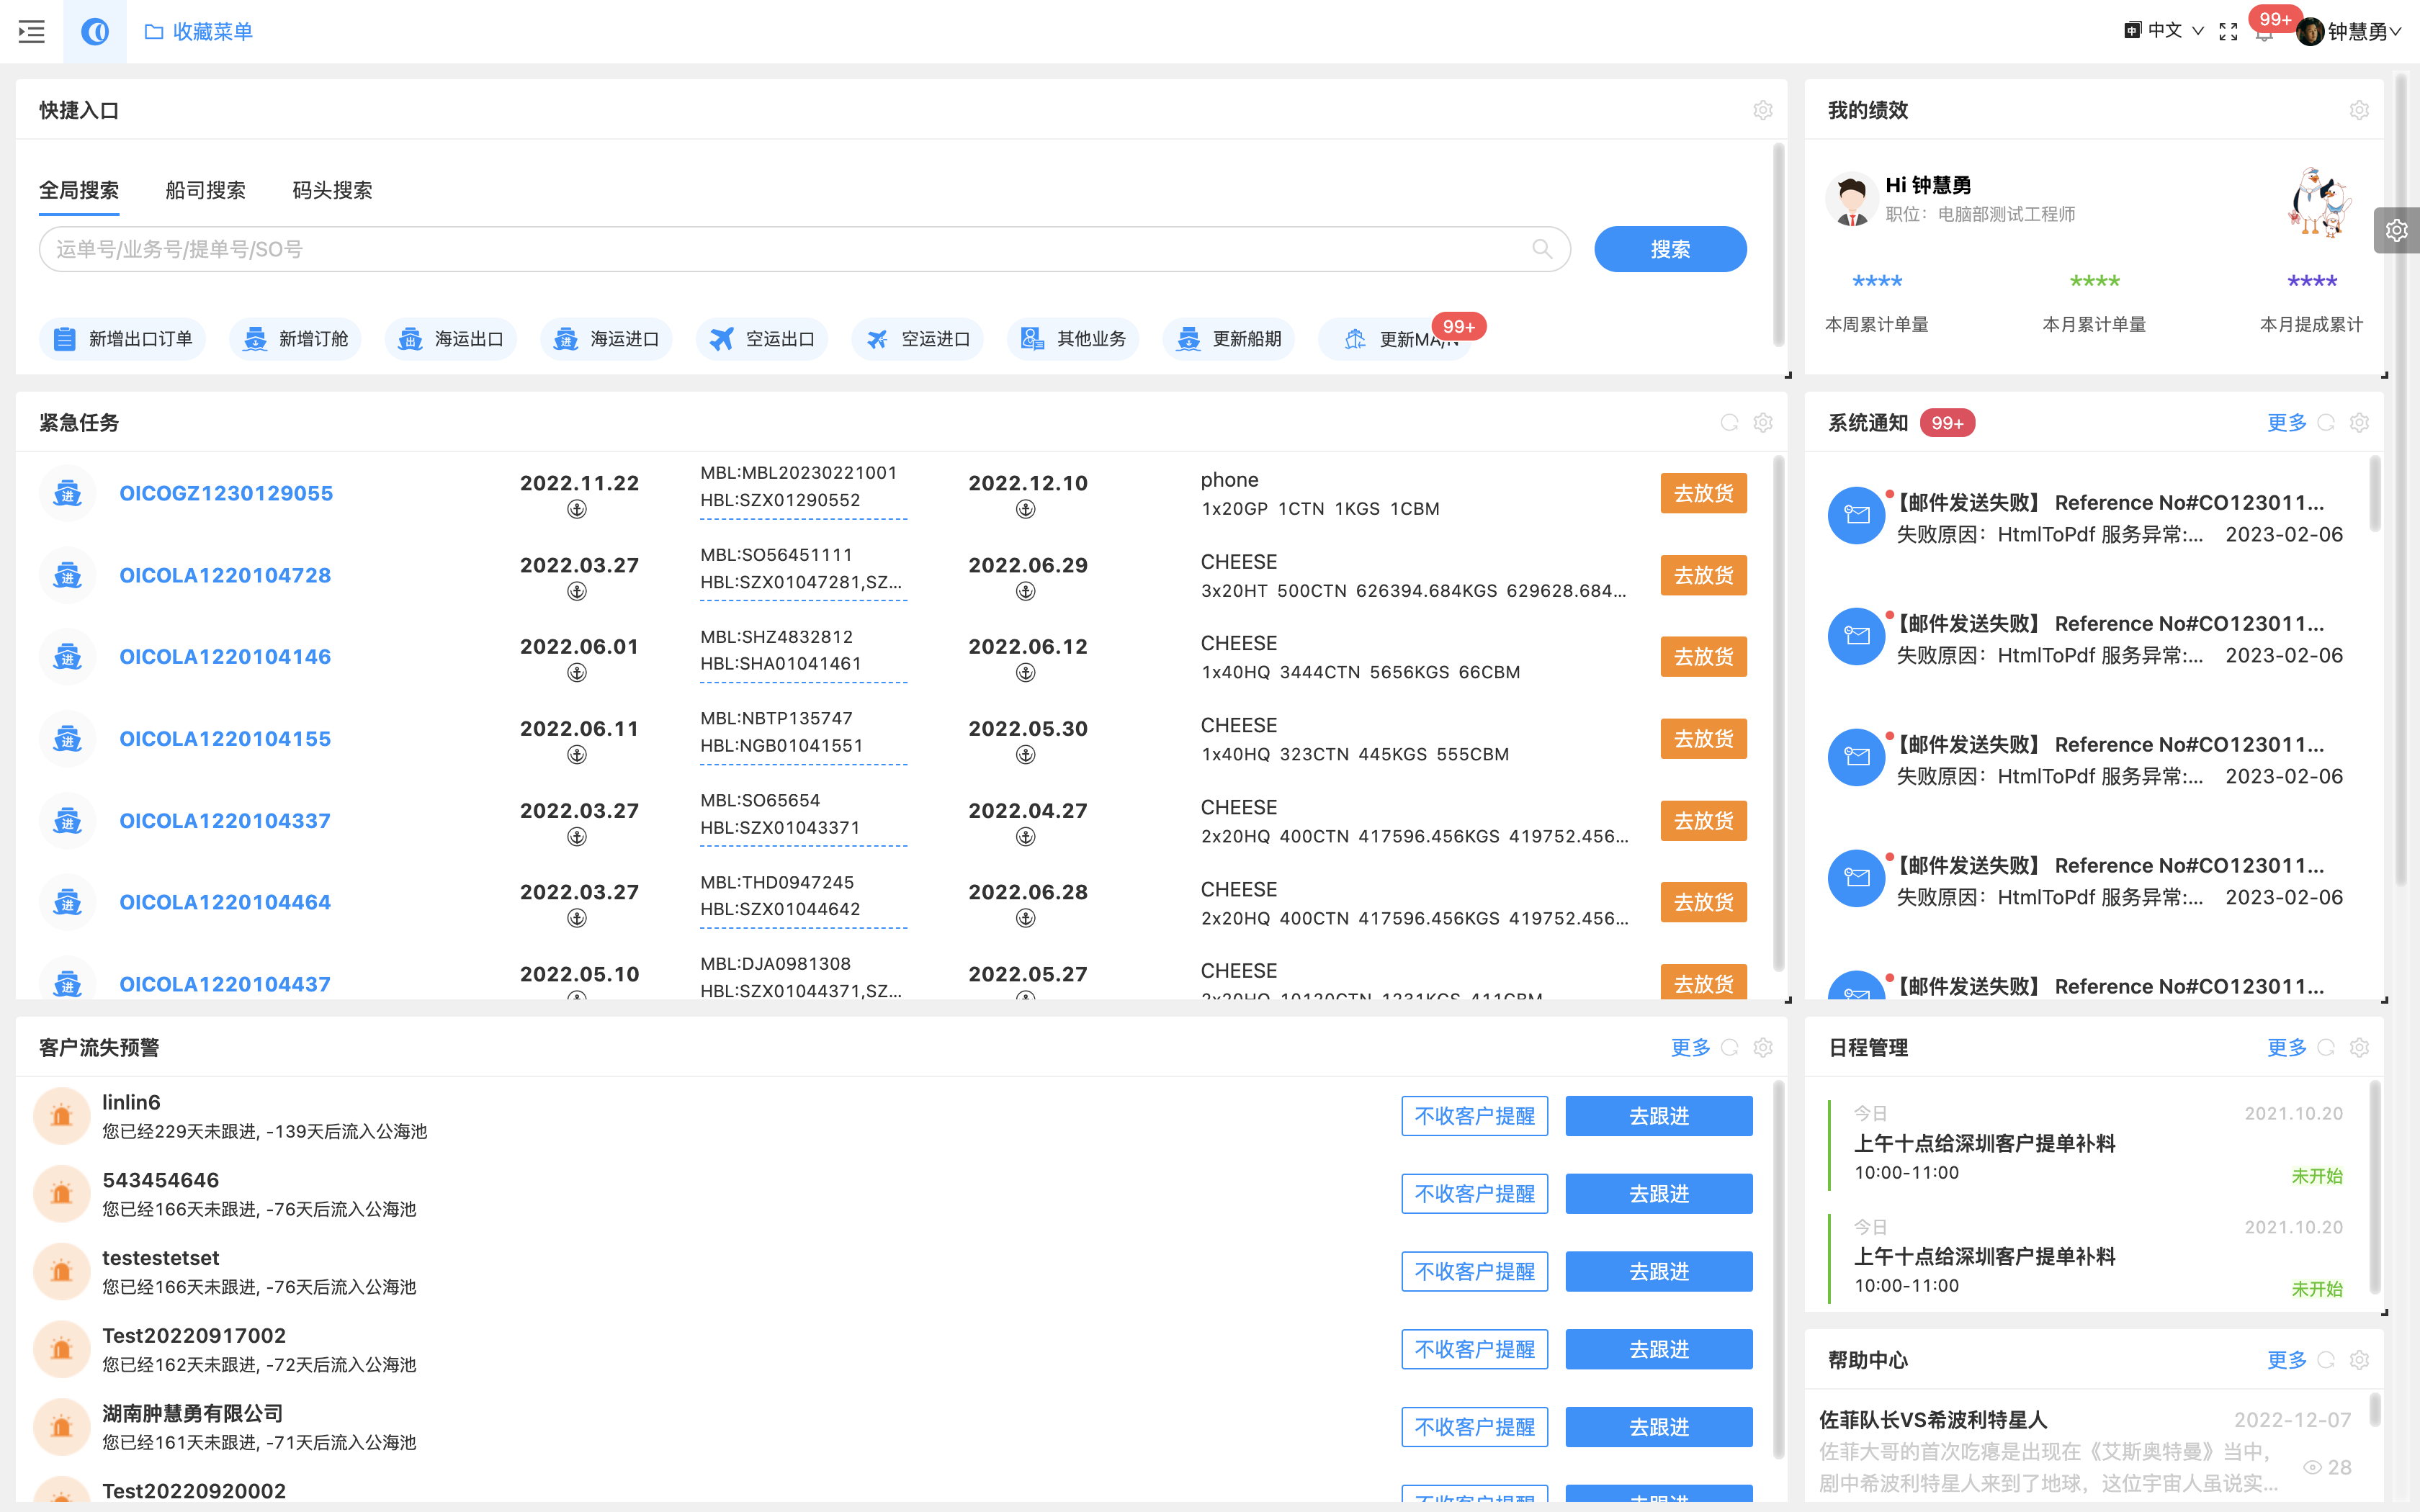 收藏菜单
中文
99+
钟慧勇
快捷入口
全局搜索 船司搜索 码头搜索
运单号/业务号/提单号/SO号
搜索
新增出口订单 新增订舱 海运出口 海运进口 空运出口 空运进口 其他业务 更新船期 更新MA/N 99+
我的绩效
Hi 钟慧勇
职位：电脑部测试工程师
**** **** ****
本周累计单量 本月累计单量 本月提成累计
紧急任务
OICOGZ1230129055 2022.11.22 MBL:MBL20230221001 2022.12.10 phone 去放货
HBL:SZX01290552 1x20GP 1CTN 1KGS 1CBM
OICOLA1220104728 2022.03.27 MBL:SO56451111 2022.06.29 CHEESE 去放货
HBL:SZX01047281,SZ... 3x20HT 500CTN 626394.684KGS 629628.684...
OICOLA1220104146 2022.06.01 MBL:SHZ4832812 2022.06.12 CHEESE 去放货
HBL:SHA01041461 1x40HQ 3444CTN 5656KGS 66CBM
OICOLA1220104155 2022.06.11 MBL:NBTP135747 2022.05.30 CHEESE 去放货
HBL:NGB01041551 1x40HQ 323CTN 445KGS 555CBM
OICOLA1220104337 2022.03.27 MBL:SO65654 2022.04.27 CHEESE 去放货
HBL:SZX01043371 2x20HQ 400CTN 417596.456KGS 419752.456...
OICOLA1220104464 2022.03.27 MBL:THD0947245 2022.06.28 CHEESE 去放货
HBL:SZX01044642 2x20HQ 400CTN 417596.456KGS 419752.456...
OICOLA1220104437 2022.05.10 MBL:DJA0981308 2022.05.27 CHEESE 去放货
HBL:SZX01044371,SZ... 2x20HQ 10120CTN 1231KGS 411CBM
系统通知 99+ 更多
【邮件发送失败】 Reference No#CO123011...
失败原因：HtmlToPdf 服务异常:... 2023-02-06
【邮件发送失败】 Reference No#CO123011...
失败原因：HtmlToPdf 服务异常:... 2023-02-06
【邮件发送失败】 Reference No#CO123011...
失败原因：HtmlToPdf 服务异常:... 2023-02-06
【邮件发送失败】 Reference No#CO123011...
失败原因：HtmlToPdf 服务异常:... 2023-02-06
【邮件发送失败】 Reference No#CO123011...
客户流失预警 更多
linlin6
您已经229天未跟进, -139天后流入公海池 不收客户提醒 去跟进
543454646
您已经166天未跟进, -76天后流入公海池 不收客户提醒 去跟进
testestetset
您已经166天未跟进, -76天后流入公海池 不收客户提醒 去跟进
Test20220917002
您已经162天未跟进, -72天后流入公海池 不收客户提醒 去跟进
湖南肿慧勇有限公司
您已经161天未跟进, -71天后流入公海池 不收客户提醒 去跟进
Test20220920002 不收客户提醒 去跟进
日程管理 更多
今日 2021.10.20
上午十点给深圳客户提单补料
10:00-11:00 未开始
今日 2021.10.20
上午十点给深圳客户提单补料
10:00-11:00 未开始
帮助中心 更多
佐菲队长VS希波利特星人 2022-12-07
佐菲大哥的首次吃瘪是出现在《艾斯奥特曼》当中,
剧中希波利特星人来到了地球，这位宇宙人虽说实... 28